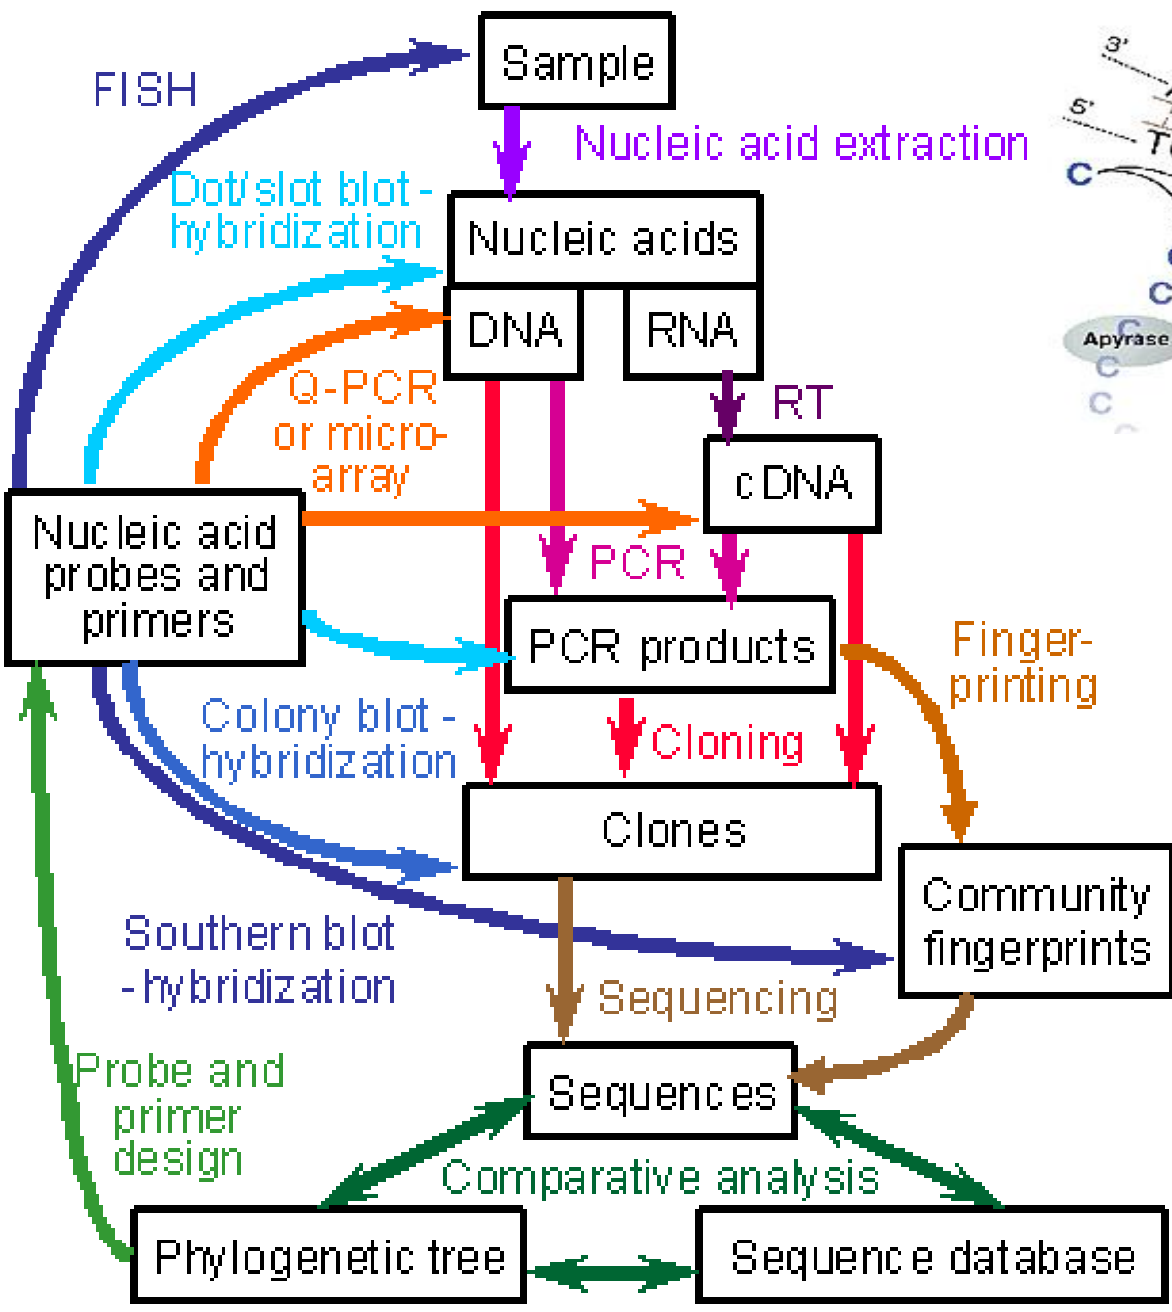 Sample
FISH
3'
Nucleic acid extraction
5'
Dot/slot blot -
hybridization
C
Nucleic acids
C
DNA
RNA
C
Apyrase
C
Q-PCR
or micro-
array
RT
C
cDNA
Nucleic acid
probes and
primers
PCR
PCR products
Finger-
printing
Colony blot -
hybridization
Cloning
Clones
Community
fingerprints
Southern blot
-hybridization
Sequencing
Probe and
primer
design
Sequences
Comparative analysis
Phylogenetic tree
Sequence database